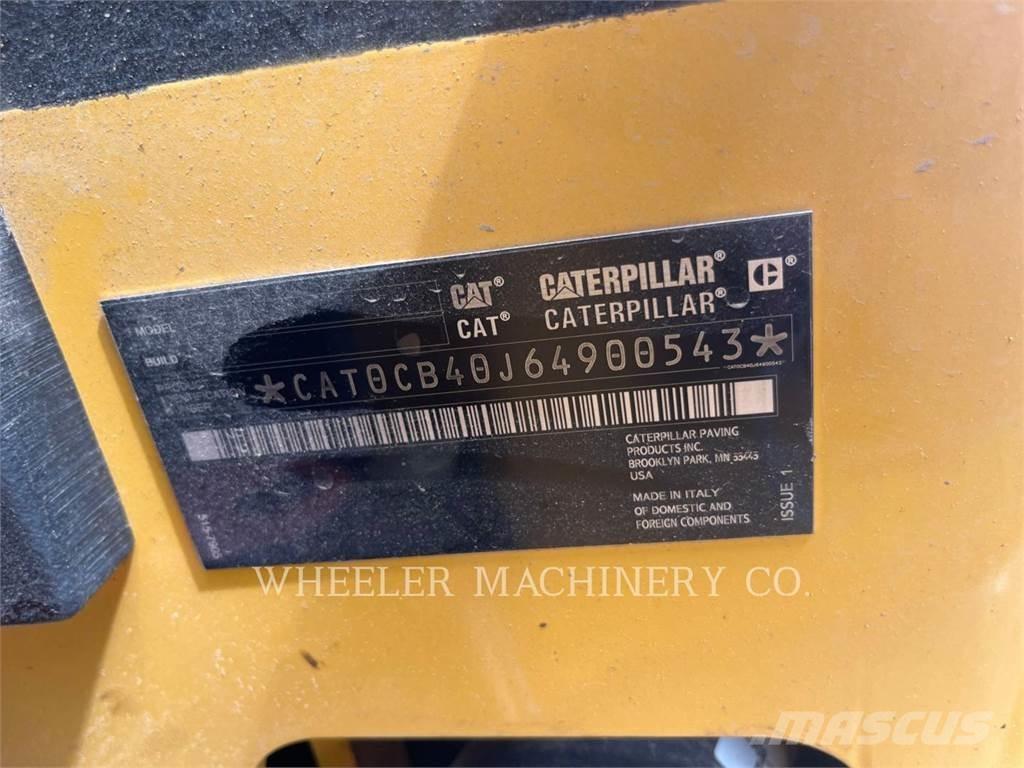 CAT® CATERPILLAR®
CAT® CATERPILLAR®
MODEL
BUILD
*CAT0CB40J64900543*
*CAT0CB40J64900543*
CATERPILLAR PAVING
PRODUCTS INC.
BROOKLYN PARK, MN 55445
USA
MADE IN ITALY
OF DOMESTIC AND
FOREIGN COMPONENTS
ISSUE 1
WHEELER MACHINERY CO.
MASCUS